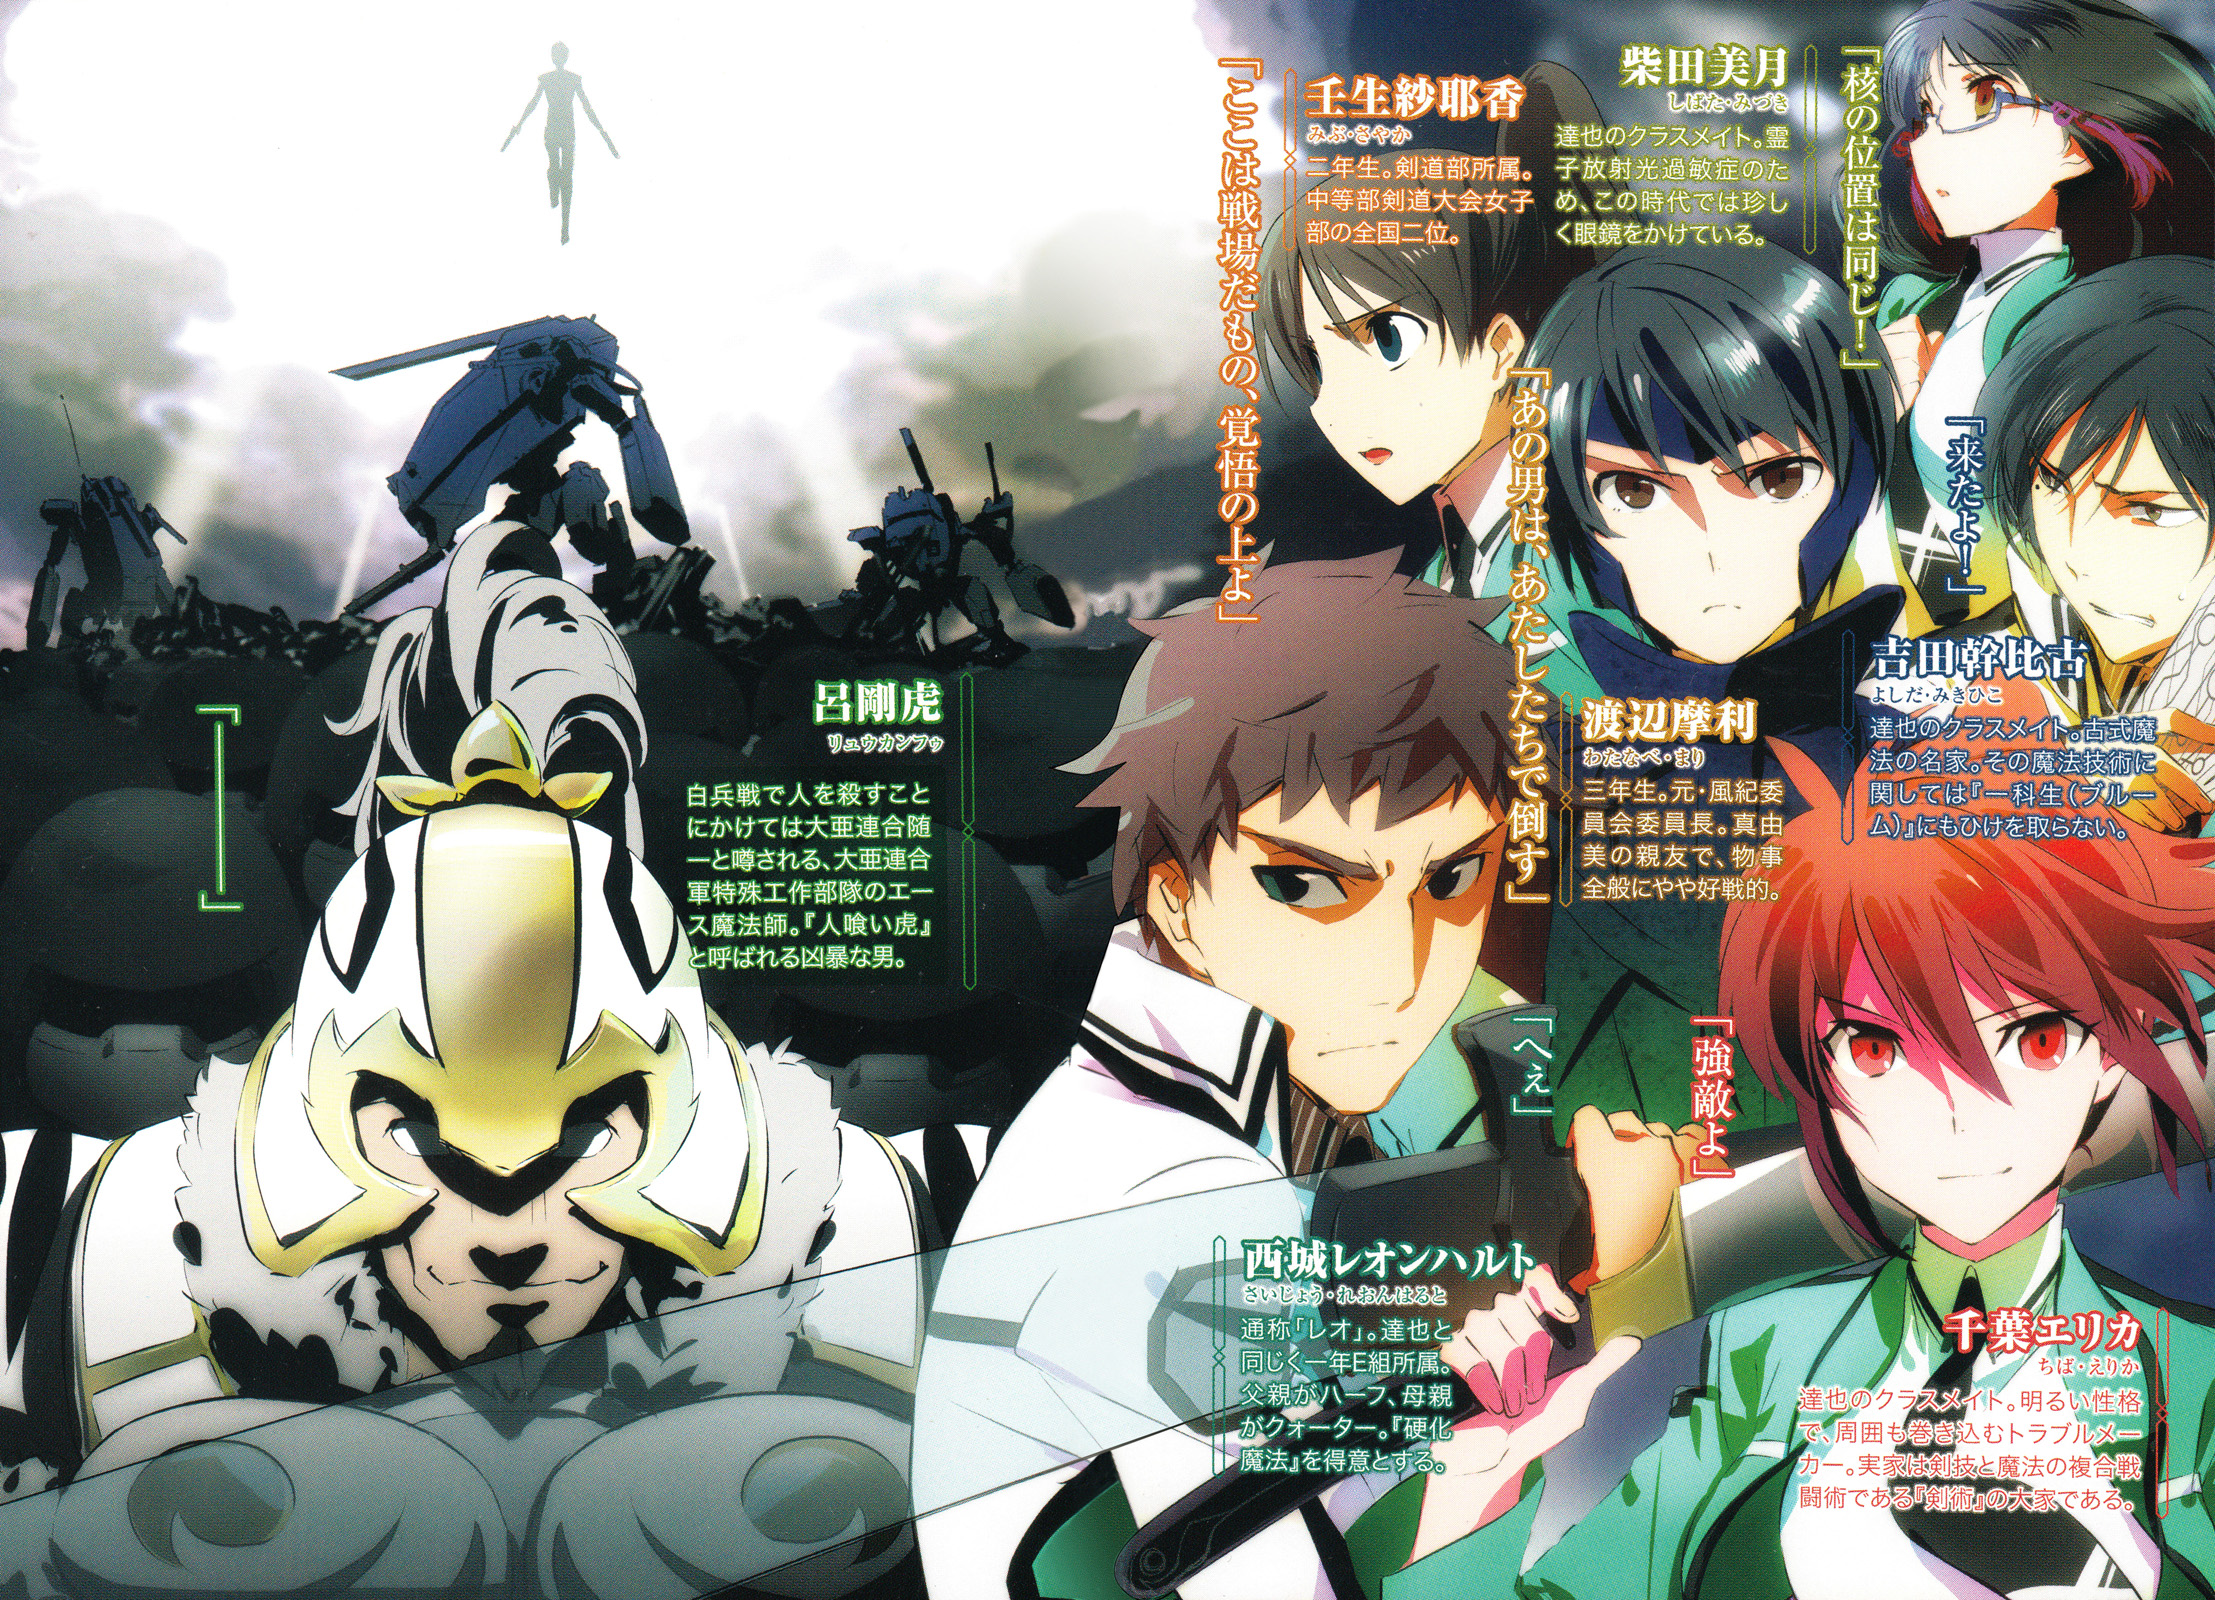 「核の位置は同じ！」
柴田美月
しばた・みづき
達也のクラスメイト。霊
子放射光過敏症のた
め、この時代では珍し
く眼鏡をかけている。
壬生紗耶香
みぶ・さやか
二年生。剣道部所属。
中等部剣道大会女子
部の全国二位。
「ここは戦場だもの、覚悟の上よ」
「来たよ！」
吉田幹比古
よしだ・みきひこ
達也のクラスメイト。古式魔
法の名家。その魔法技術に
関しては『一科生（ブルー
ム）』にもひけを取らない。
「あの男は、あたしたちで倒す」
渡辺摩利
わたなべ・まり
三年生。元・風紀委
員会委員長。真由
美の親友で、物事
全般にやや好戦的。
「強敵よ」
千葉エリカ
ちば・えりか
達也のクラスメイト。明るい性格
で、周囲も巻き込むトラブルメー
カー。実家は剣技と魔法の複合戦
闘術である『剣術』の大家である。
「へぇ」
西城レオンハルト
さいじょう・れおんはると
通称「レオ」。達也と
同じく一年E組所属。
父親がハーフ、母親
がクォーター。『硬化
魔法』を得意とする。
呂剛虎
リュウカンフゥ
白兵戦で人を殺すこと
にかけては大亜連合随
一と噂される、大亜連合
軍特殊工作部隊のエー
ス魔法師。『人喰い虎』
と呼ばれる凶暴な男。
「――」